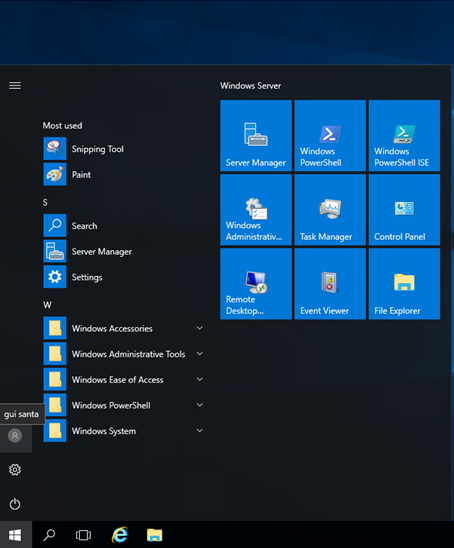 Windows Server
Most used
Snipping Tool
Paint
S
Search
Server Manager
Settings
W
Windows Accessories
Windows Administrative Tools
Windows Ease of Access
Windows PowerShell
Windows System
gui santa
Server Manager
Windows
PowerShell
Windows
PowerShell ISE
Windows
Administrativ...
Task Manager
Control Panel
Remote
Desktop...
Event Viewer
File Explorer